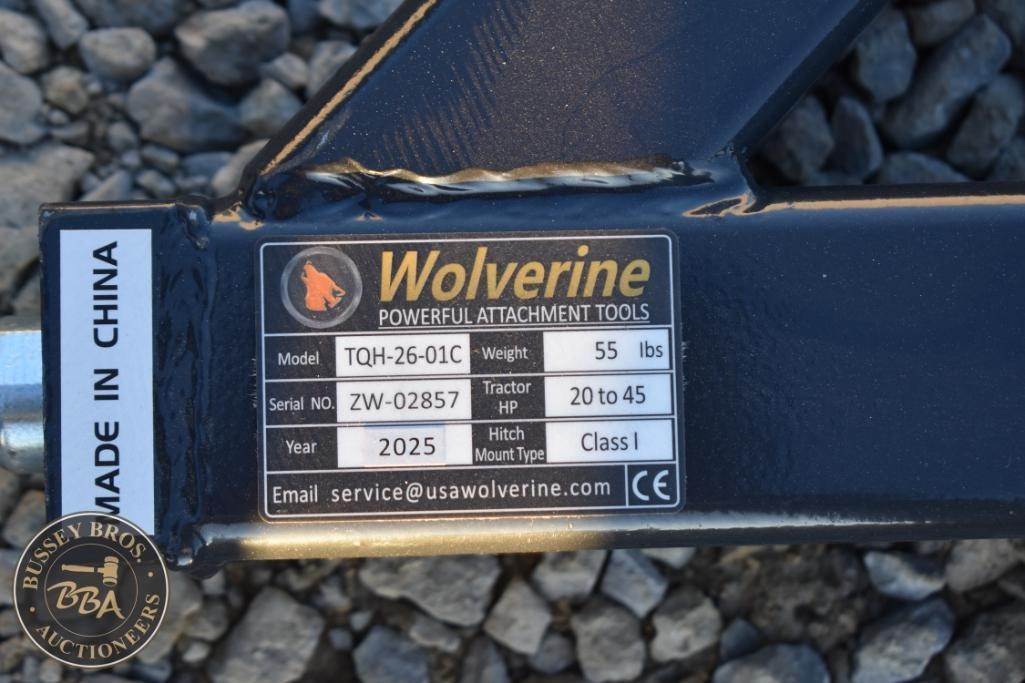 MADE IN CHINA
Wolverine
POWERFUL ATTACHMENT TOOLS
Model TQH-26-01C Weight 55 lbs
Serial NO. ZW-02857 Tractor HP 20 to 45
Year 2025 Hitch Mount Type Class I
Email service@usawolverine.com CE
BUSSEY BROS.
BBA
AUCTIONEERS